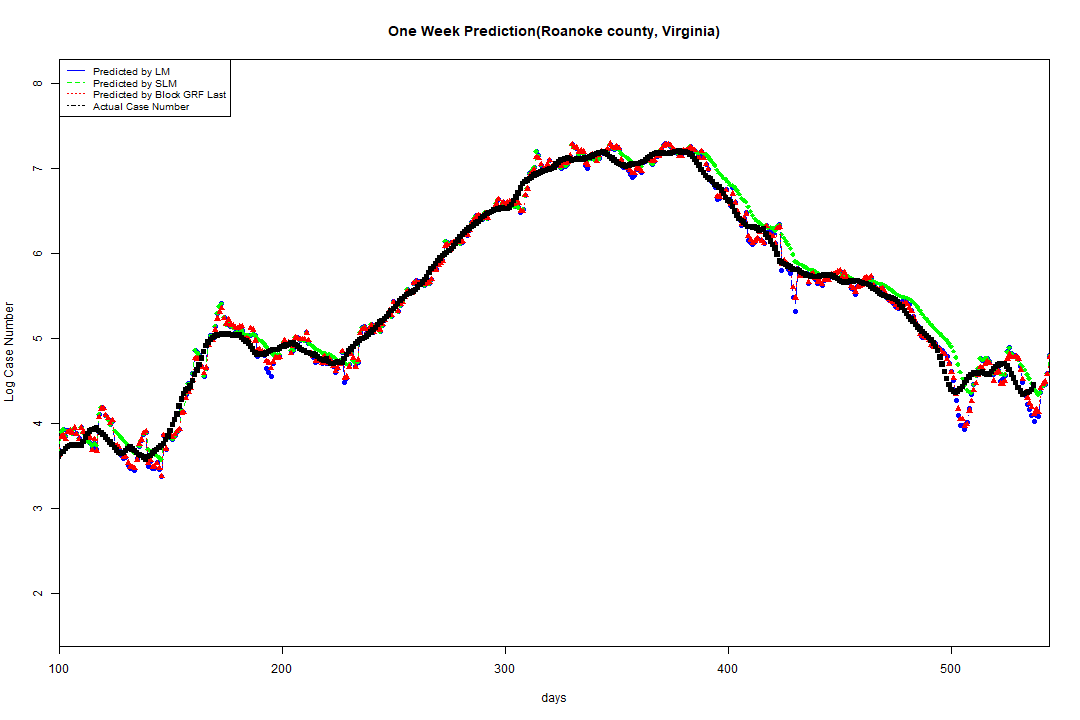 One Week Prediction(Roanoke county, Virginia)
Predicted by LM
Predicted by SLM
Predicted by Block GRF Last
Actual Case Number
8
7
6
5
4
3
2
Log Case Number
100 200 300 400 500
days